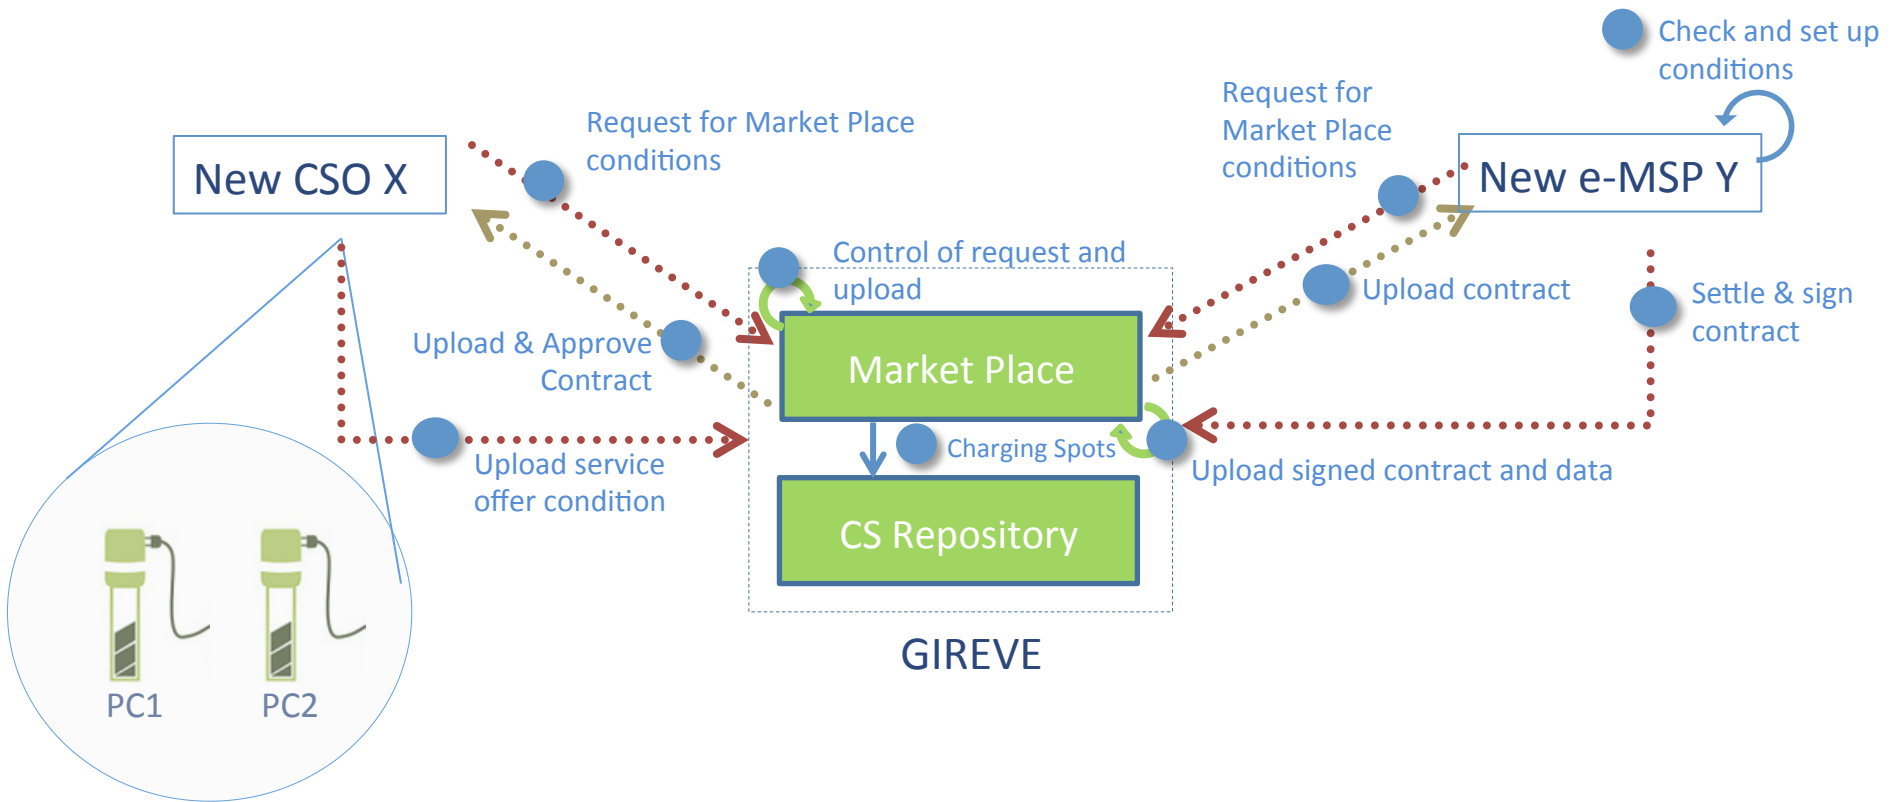 Check and set up
conditions
Request for
Market Place
conditions
Request for Market Place
conditions
New CSO X
New e-MSP Y
Control of request and
upload
Upload contract
Settle & sign
contract
Upload & Approve
Contract
Market Place
Charging Spots
Upload service
offer condition
Upload signed contract and data
CS Repository
GIREVE
PC1
PC2